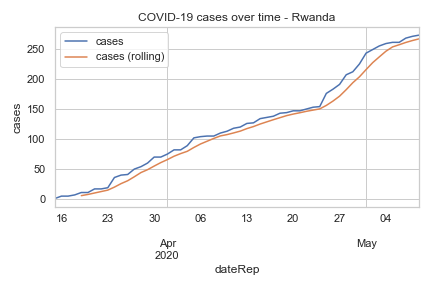 COVID-19 cases over time - Rwanda
cases
cases (rolling)
250
200
150
100
50
0
cases
16 23 30 06 13 20 27 04
Apr May
2020
dateRep